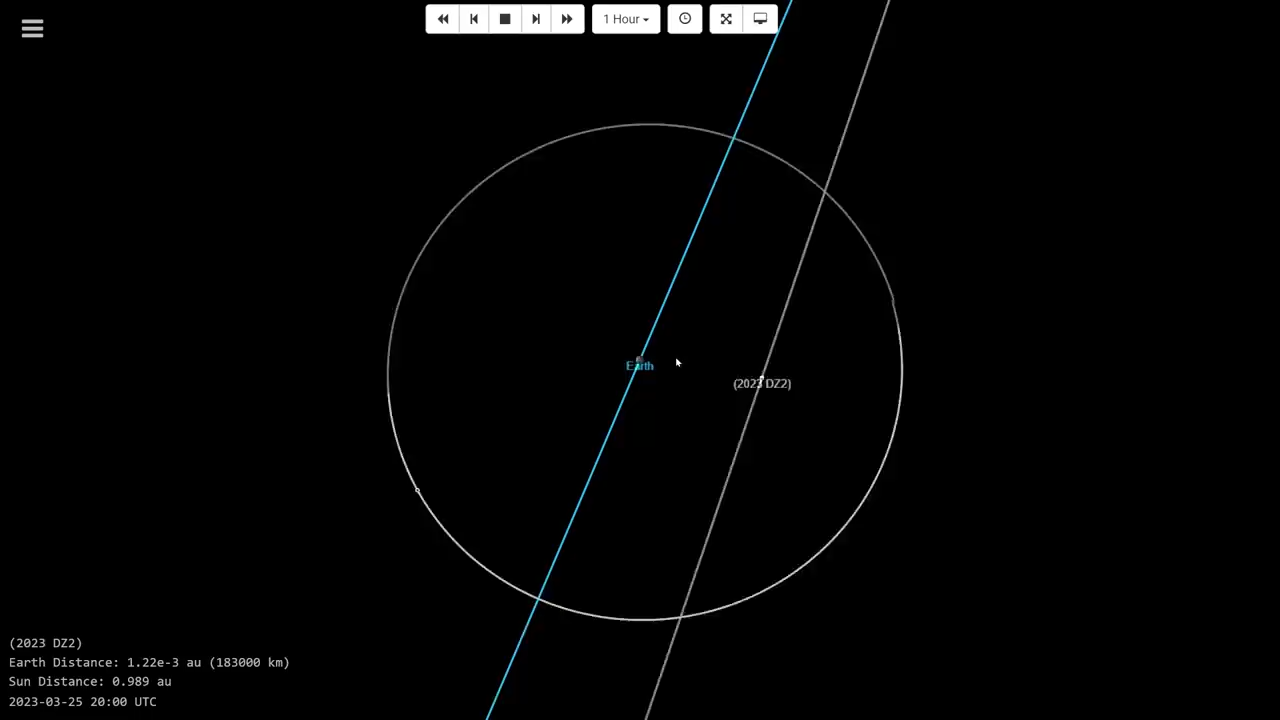 1 Hour
Earth
(2023 DZ2)
(2023 DZ2)
Earth Distance: 1.22e-3 au (183000 km)
Sun Distance: 0.989 au
2023-03-25 20:00 UTC